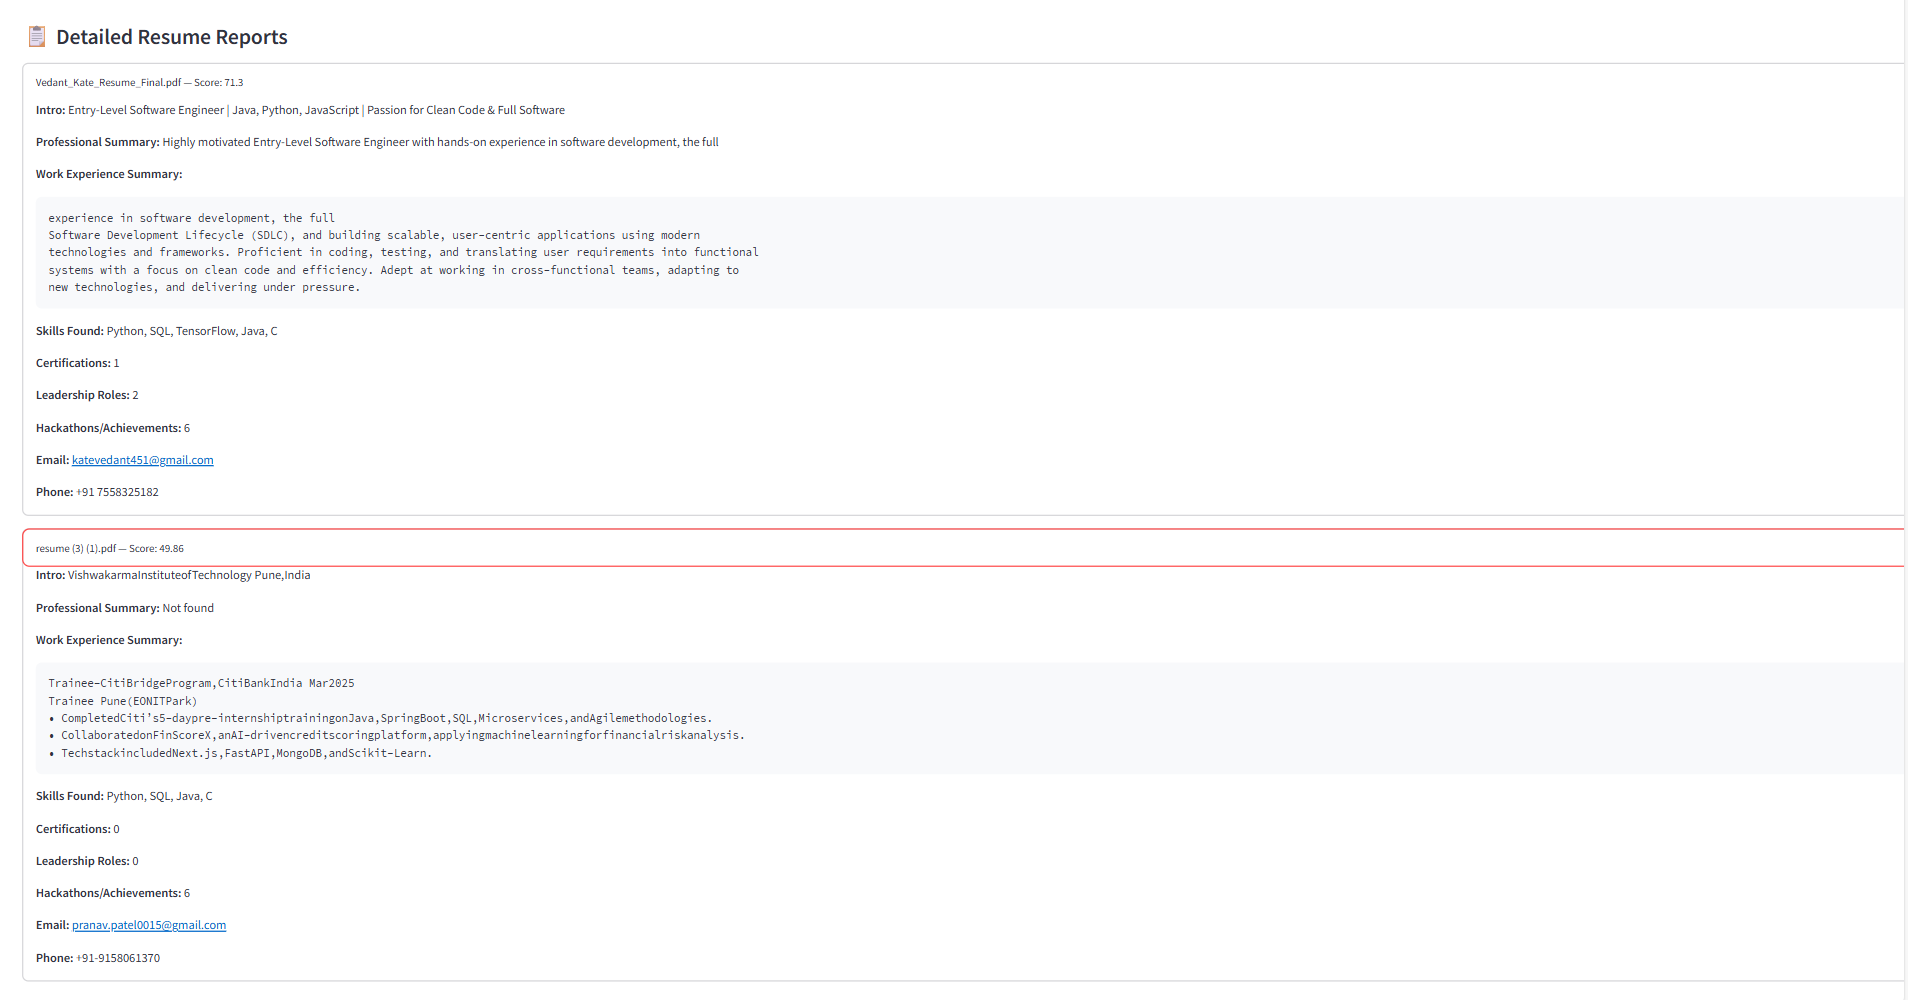 📋 Detailed Resume Reports
Vedant_Kate_Resume_Final.pdf — Score: 71.3
Intro: Entry-Level Software Engineer | Java, Python, JavaScript | Passion for Clean Code & Full Software
Professional Summary: Highly motivated Entry-Level Software Engineer with hands-on experience in software development, the full
Work Experience Summary:
experience in software development, the full
Software Development Lifecycle (SDLC), and building scalable, user-centric applications using modern
technologies and frameworks. Proficient in coding, testing, and translating user requirements into functional
systems with a focus on clean code and efficiency. Adept at working in cross-functional teams, adapting to
new technologies, and delivering under pressure.
Skills Found: Python, SQL, TensorFlow, Java, C
Certifications: 1
Leadership Roles: 2
Hackathons/Achievements: 6
Email: katevedant451@gmail.com
Phone: +91 7558325182
resume (3) (1).pdf — Score: 49.86
Intro: VishwakarmaInstituteofTechnology Pune,India
Professional Summary: Not found
Work Experience Summary:
Trainee–CitiBridgeProgram,CitiBankIndia Mar2025
Trainee Pune(EONITPark)
• CompletedCiti’s5-daypre-internshiptrainingonJava,SpringBoot,SQL,Microservices,andAgilemethodologies.
• CollaboratedonFinScoreX,anAI-drivencreditscoringplatform,applyingmachinelearningforfinancialriskanalysis.
• TechstackincludedNext.js,FastAPI,MongoDB,andScikit-Learn.
Skills Found: Python, SQL, Java, C
Certifications: 0
Leadership Roles: 0
Hackathons/Achievements: 6
Email: pranav.patel0015@gmail.com
Phone: +91-9158061370